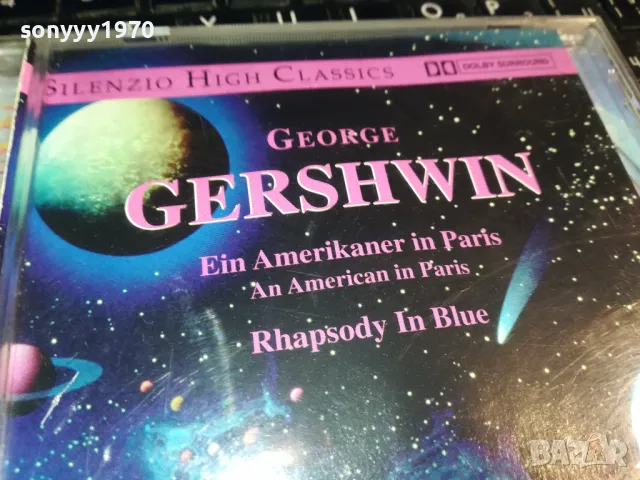 sonyyy1970
SILENZIO HIGH CLASSICS
DOLBY SURROUND
GEORGE
GERSHWIN
Ein Amerikaner in Paris
An American in Paris
Rhapsody In Blue
BAZAR